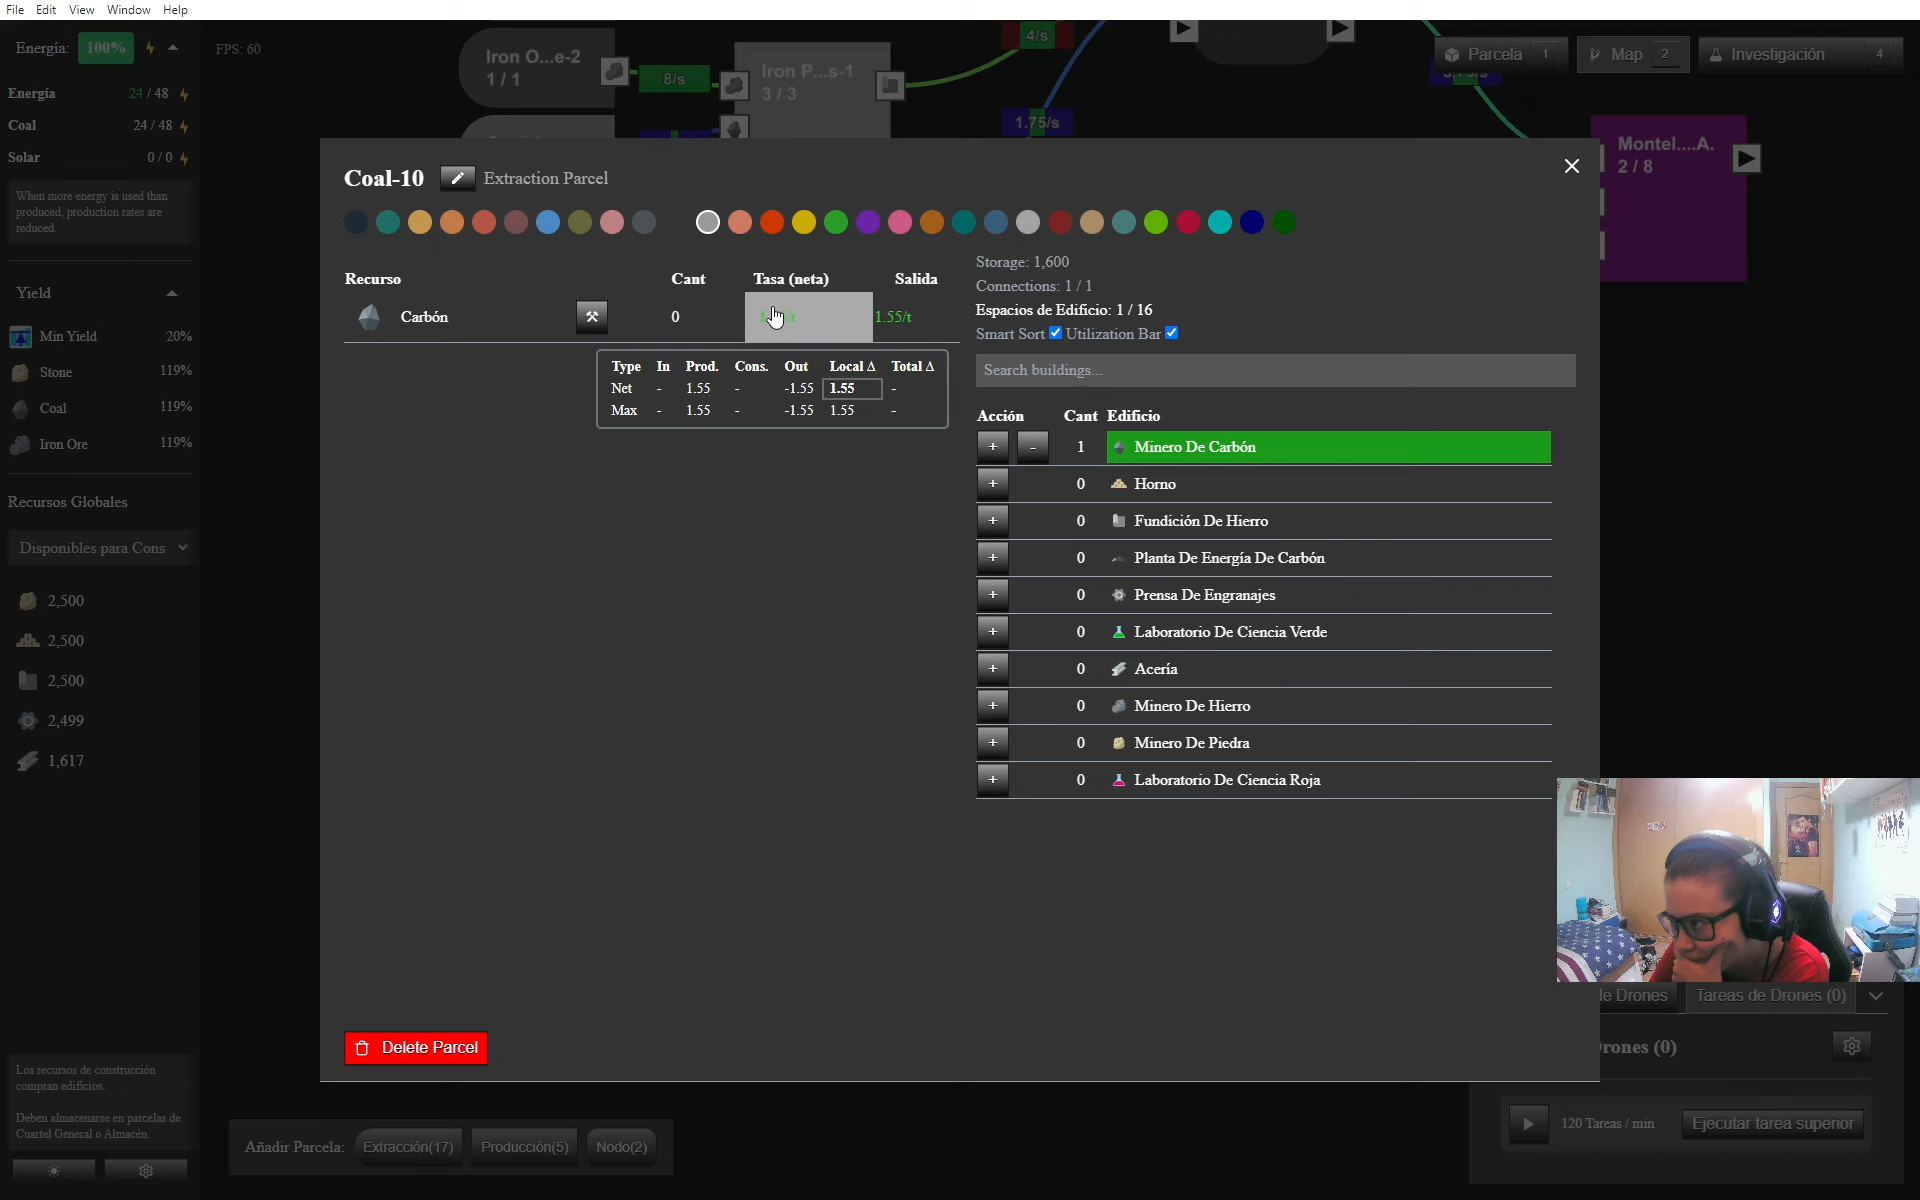 File Edit View Window Help
Energía: 100%
FPS: 60
Energía 24 / 48
Coal 24 / 48
Solar 0 / 0
When more energy is used than
produced, production rates are
reduced.
Yield
Min Yield 20%
Stone 119%
Coal 119%
Iron Ore 119%
Recursos Globales
Disponibles para Cons
2,500
2,500
2,500
2,499
1,617
Los recursos de construcción
compran edificios.
Deben almacenarse en parcelas de
Cuartel General o Almacén.
Iron O...e-2
1 / 1
8/s
Iron P...s-1
3 / 3
4/s
1.75/s
Parcela 1
Map 2
Investigación 4
Montel....A.
2 / 8
Coal-10 Extraction Parcel
Recurso Cant Tasa (neta) Salida
Carbón 0 1.55/t
Type In Prod. Cons. Out Local Δ Total Δ
Net - 1.55 - -1.55 1.55 -
Max - 1.55 - -1.55 1.55 -
Storage: 1,600
Connections: 1 / 1
Espacios de Edificio: 1 / 16
Smart Sort Utilization Bar
Search buildings...
Acción Cant Edificio
+ - 1 Minero De Carbón
+ 0 Horno
+ 0 Fundición De Hierro
+ 0 Planta De Energía De Carbón
+ 0 Prensa De Engranajes
+ 0 Laboratorio De Ciencia Verde
+ 0 Acería
+ 0 Minero De Hierro
+ 0 Minero De Piedra
+ 0 Laboratorio De Ciencia Roja
Delete Parcel
Añadir Parcela: Extracción(17) Producción(5) Nodo(2)
de Drones Tareas de Drones (0)
rones (0)
120 Tareas / min Ejecutar tarea superior